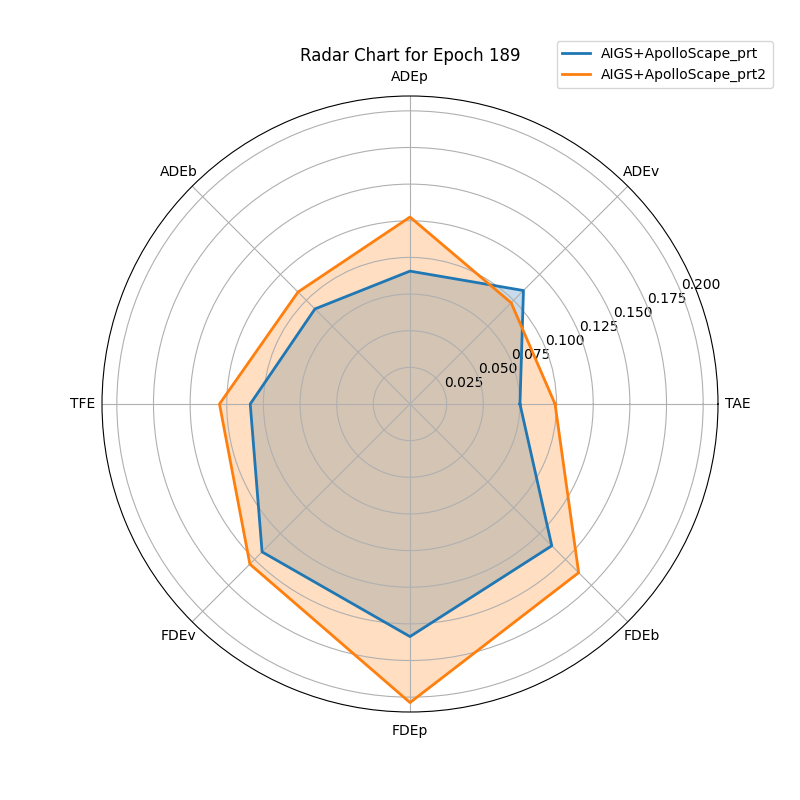 Radar Chart for Epoch 189
AIGS+ApolloScape_prt
AIGS+ApolloScape_prt2
ADEp
ADEb
ADEv
0.200
0.175
0.150
0.125
0.100
0.075
0.050
0.025
TFE
TAE
FDEv
FDEb
FDEp